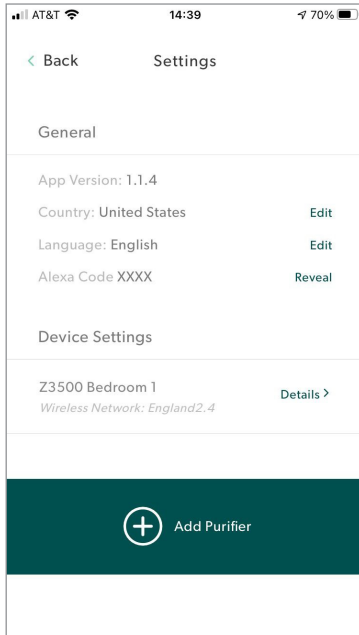 AT&T 14:39 70%
Back Settings
General
App Version: 1.1.4
Country: United States Edit
Language: English Edit
Alexa Code XXXX Reveal
Device Settings
Z3500 Bedroom 1
Wireless Network: England2.4
Details >
Add Purifier